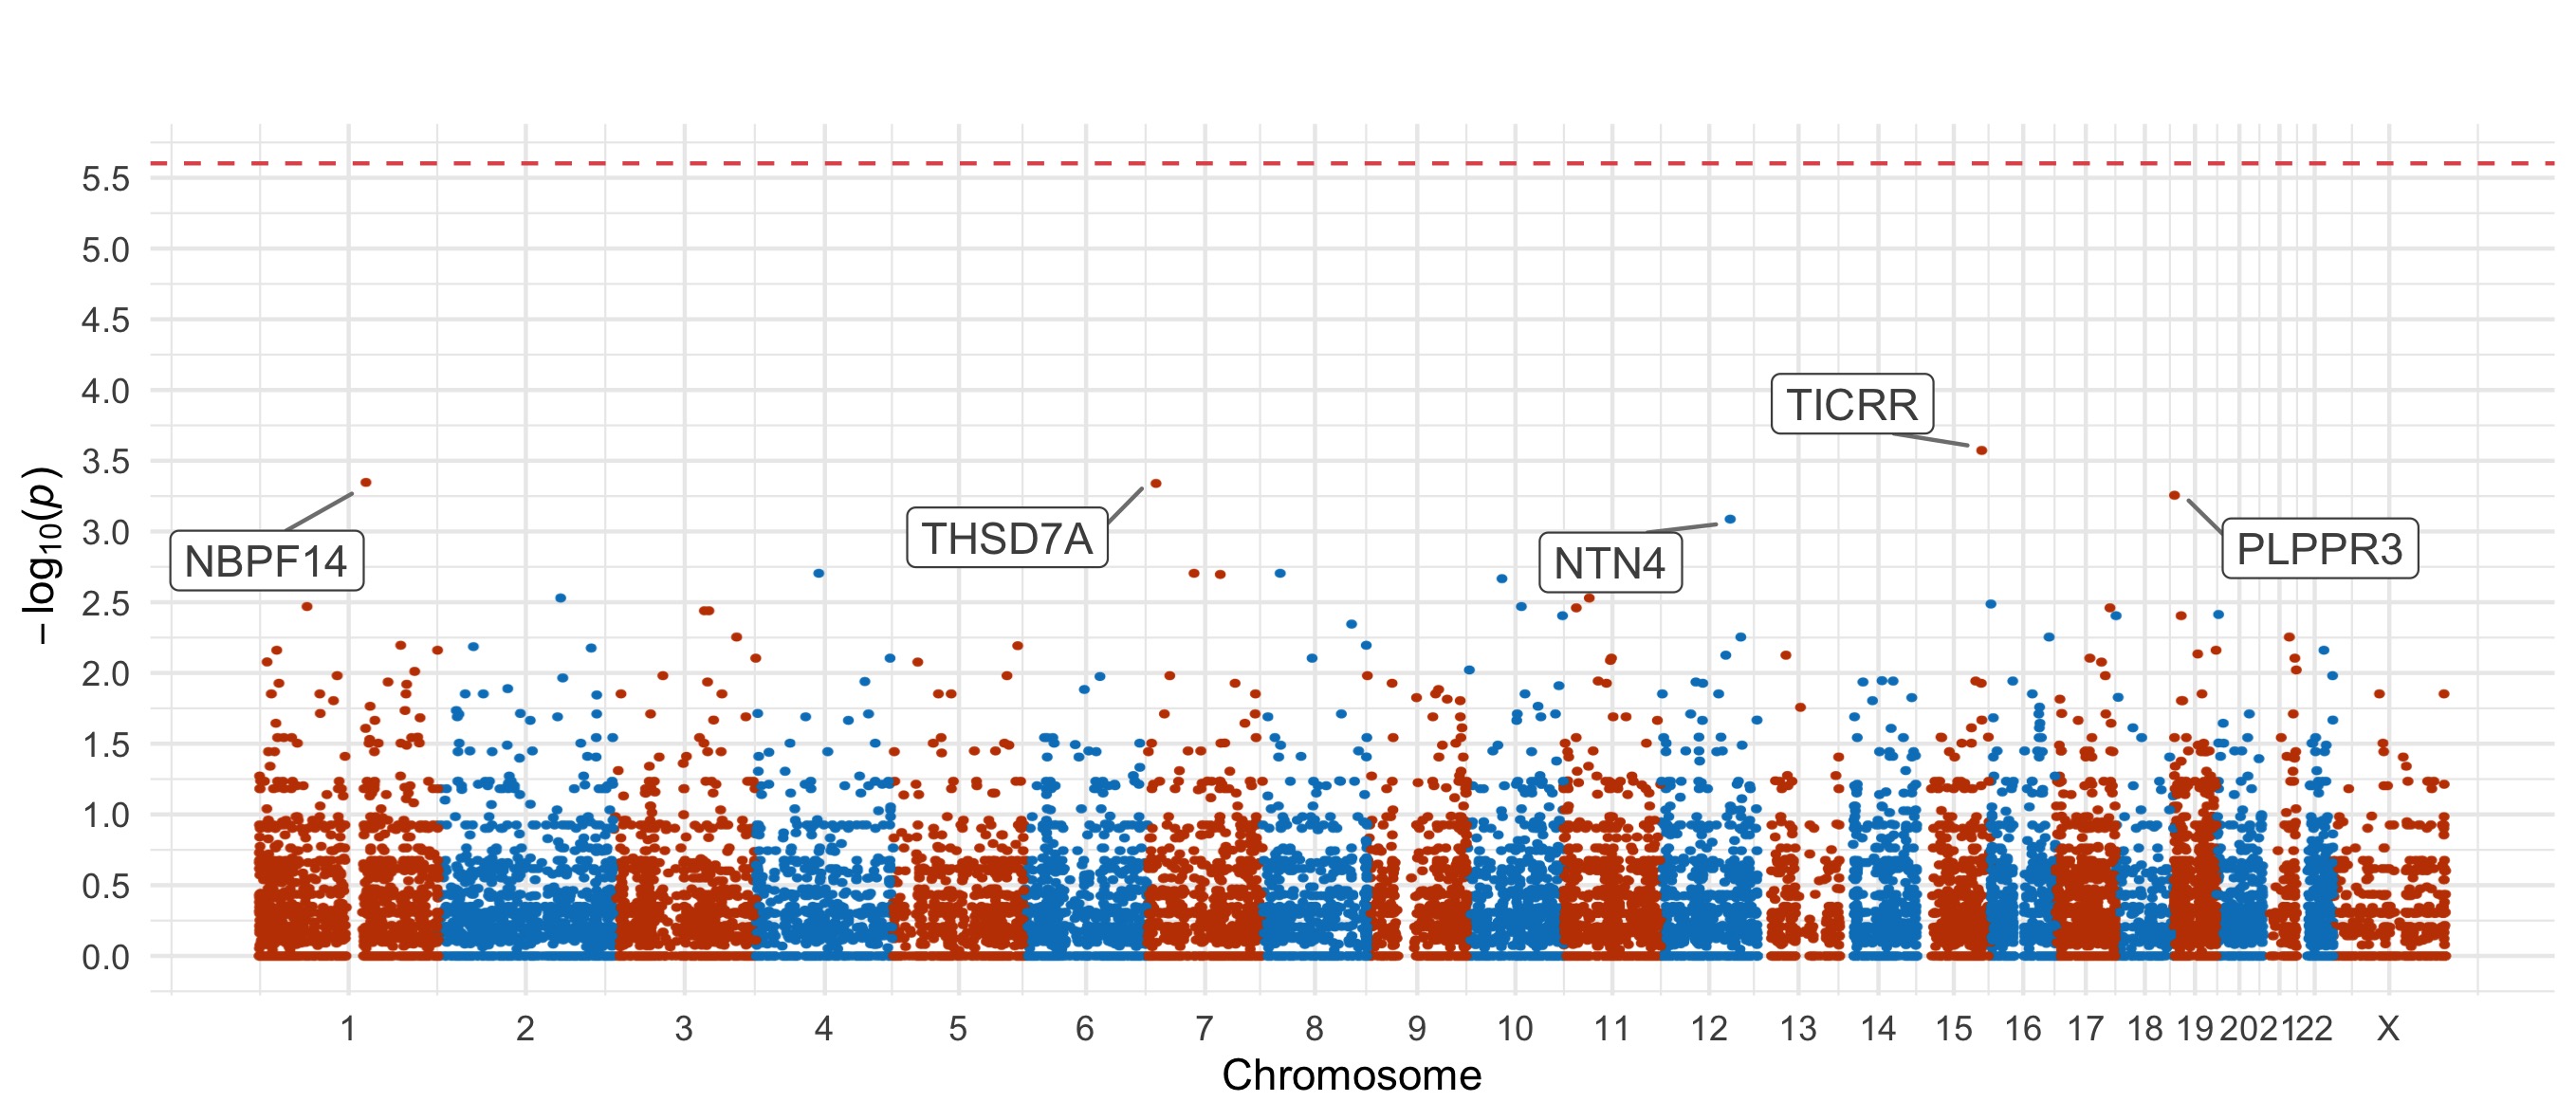 5.5
5.0
4.5
4.0
3.5
3.0
2.5
2.0
1.5
1.0
0.5
0.0
−log10(p)
TICRR
THSD7A
NTN4
PLPPR3
NBPF14
1 2 3 4 5 6 7 8 9 10 11 12 13 14 15 16 17 18 19 20 21 22 X
Chromosome